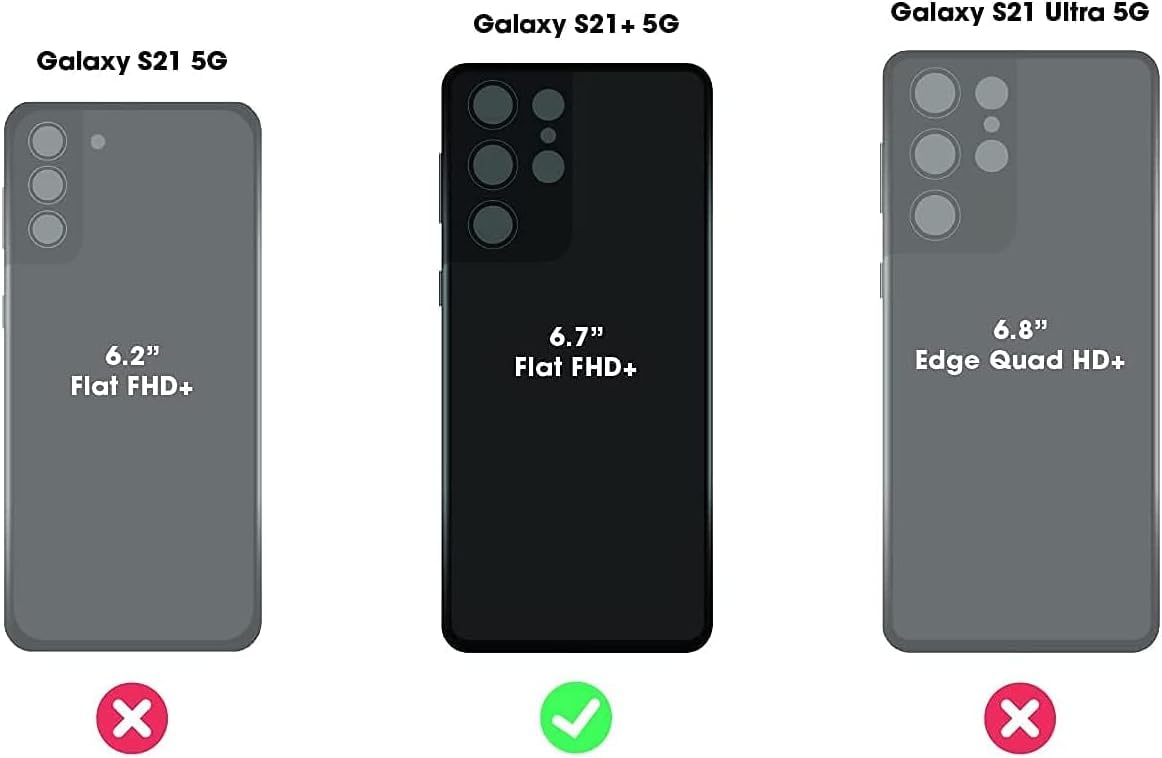 Galaxy S21 5G
6.2”
Flat FHD+
Galaxy S21+ 5G
6.7”
Flat FHD+
Galaxy S21 Ultra 5G
6.8”
Edge Quad HD+